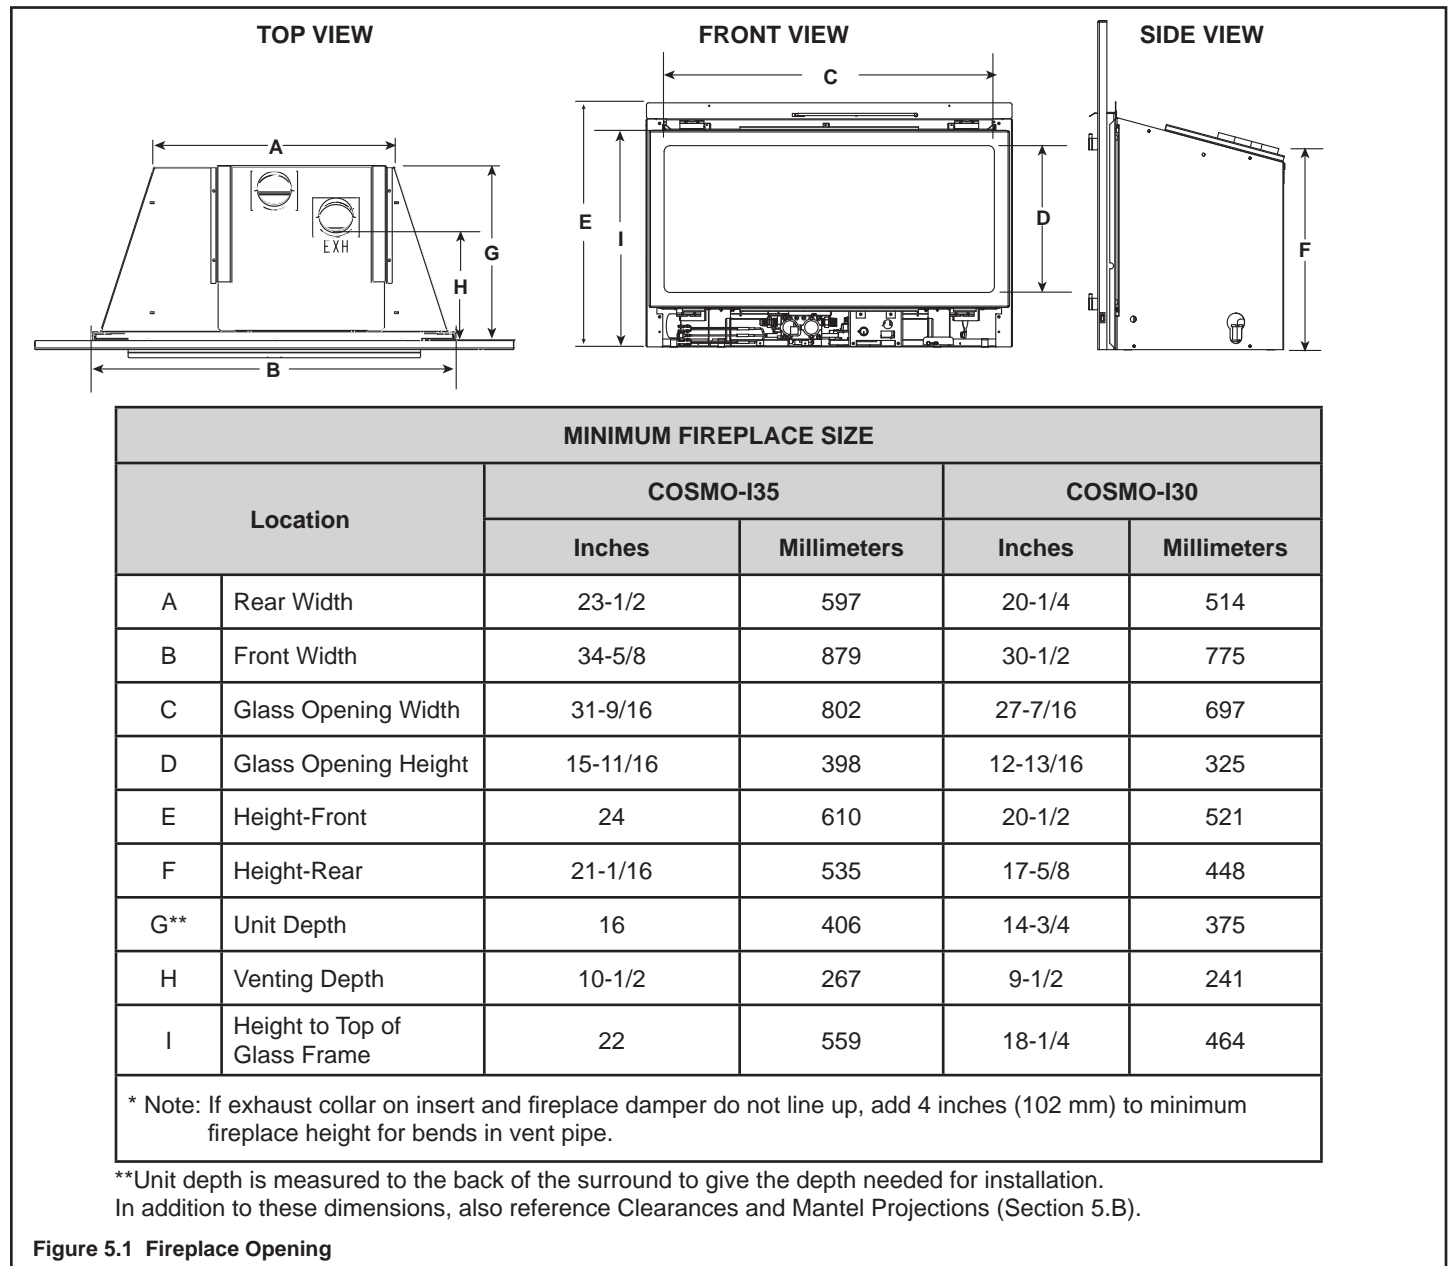 TOP VIEW
FRONT VIEW
SIDE VIEW
A
EXH
G
H
B
C
E
I
D
F
MINIMUM FIREPLACE SIZE
Location COSMO-I35 COSMO-I30
Inches Millimeters Inches Millimeters
A Rear Width 23-1/2 597 20-1/4 514
B Front Width 34-5/8 879 30-1/2 775
C Glass Opening Width 31-9/16 802 27-7/16 697
D Glass Opening Height 15-11/16 398 12-13/16 325
E Height-Front 24 610 20-1/2 521
F Height-Rear 21-1/16 535 17-5/8 448
G** Unit Depth 16 406 14-3/4 375
H Venting Depth 10-1/2 267 9-1/2 241
I Height to Top of
Glass Frame 22 559 18-1/4 464
* Note: If exhaust collar on insert and fireplace damper do not line up, add 4 inches (102 mm) to minimum
fireplace height for bends in vent pipe.
**Unit depth is measured to the back of the surround to give the depth needed for installation.
In addition to these dimensions, also reference Clearances and Mantel Projections (Section 5.B).
Figure 5.1 Fireplace Opening